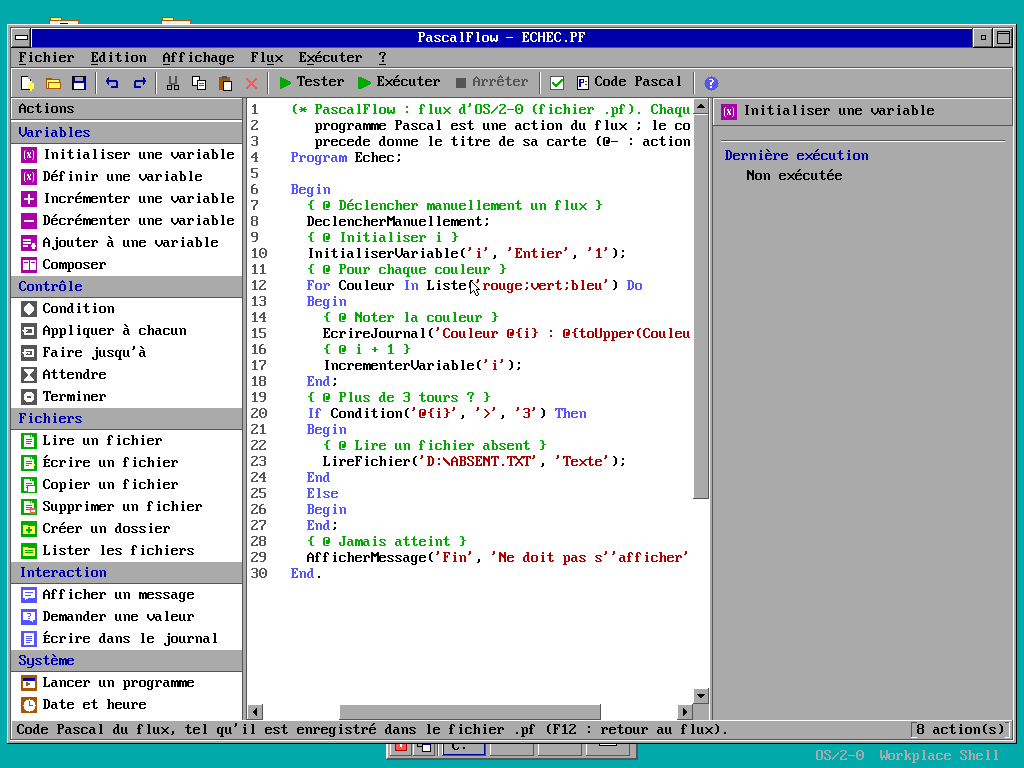 PascalFlow - ECHEC.PF
Fichier Edition Affichage Flux Exécuter ?
Tester Exécuter Arrêter Code Pascal
Actions
Variables
Initialiser une variable
Définir une variable
Incrémenter une variable
Décrémenter une variable
Ajouter à une variable
Composer
Contrôle
Condition
Appliquer à chacun
Faire jusqu'à
Attendre
Terminer
Fichiers
Lire un fichier
Écrire un fichier
Copier un fichier
Supprimer un fichier
Créer un dossier
Lister les fichiers
Interaction
Afficher un message
Demander une valeur
Écrire dans le journal
Système
Lancer un programme
Date et heure
1 (* PascalFlow : flux d'OS/2-0 (fichier .pf). Chaqu
2 programme Pascal est une action du flux ; le co
3 precede donne le titre de sa carte (@- : action
4 Program Echec;
5
6 Begin
7 { @ Déclencher manuellement un flux }
8 DeclencherManuellement;
9 { @ Initialiser i }
10 InitialiserVariable('i', 'Entier', '1');
11 { @ Pour chaque couleur }
12 For Couleur In Liste('rouge;vert;bleu') Do
13 Begin
14 { @ Noter la couleur }
15 EcrireJournal('Couleur @{i} : @{toUpper(Couleu
16 { @ i + 1 }
17 IncrementerVariable('i');
18 End;
19 { @ Plus de 3 tours ? }
20 If Condition('@{i}', '>', '3') Then
21 Begin
22 { @ Lire un fichier absent }
23 LireFichier('D:\ABSENT.TXT', 'Texte');
24 End
25 Else
26 Begin
27 End;
28 { @ Jamais atteint }
29 AfficherMessage('Fin', 'Ne doit pas s''afficher'
30 End.
Initialiser une variable
Dernière exécution
Non exécutée
Code Pascal du flux, tel qu'il est enregistré dans le fichier .pf (F12 : retour au flux).
8 action(s)
C:
OS/2-0 Workplace Shell